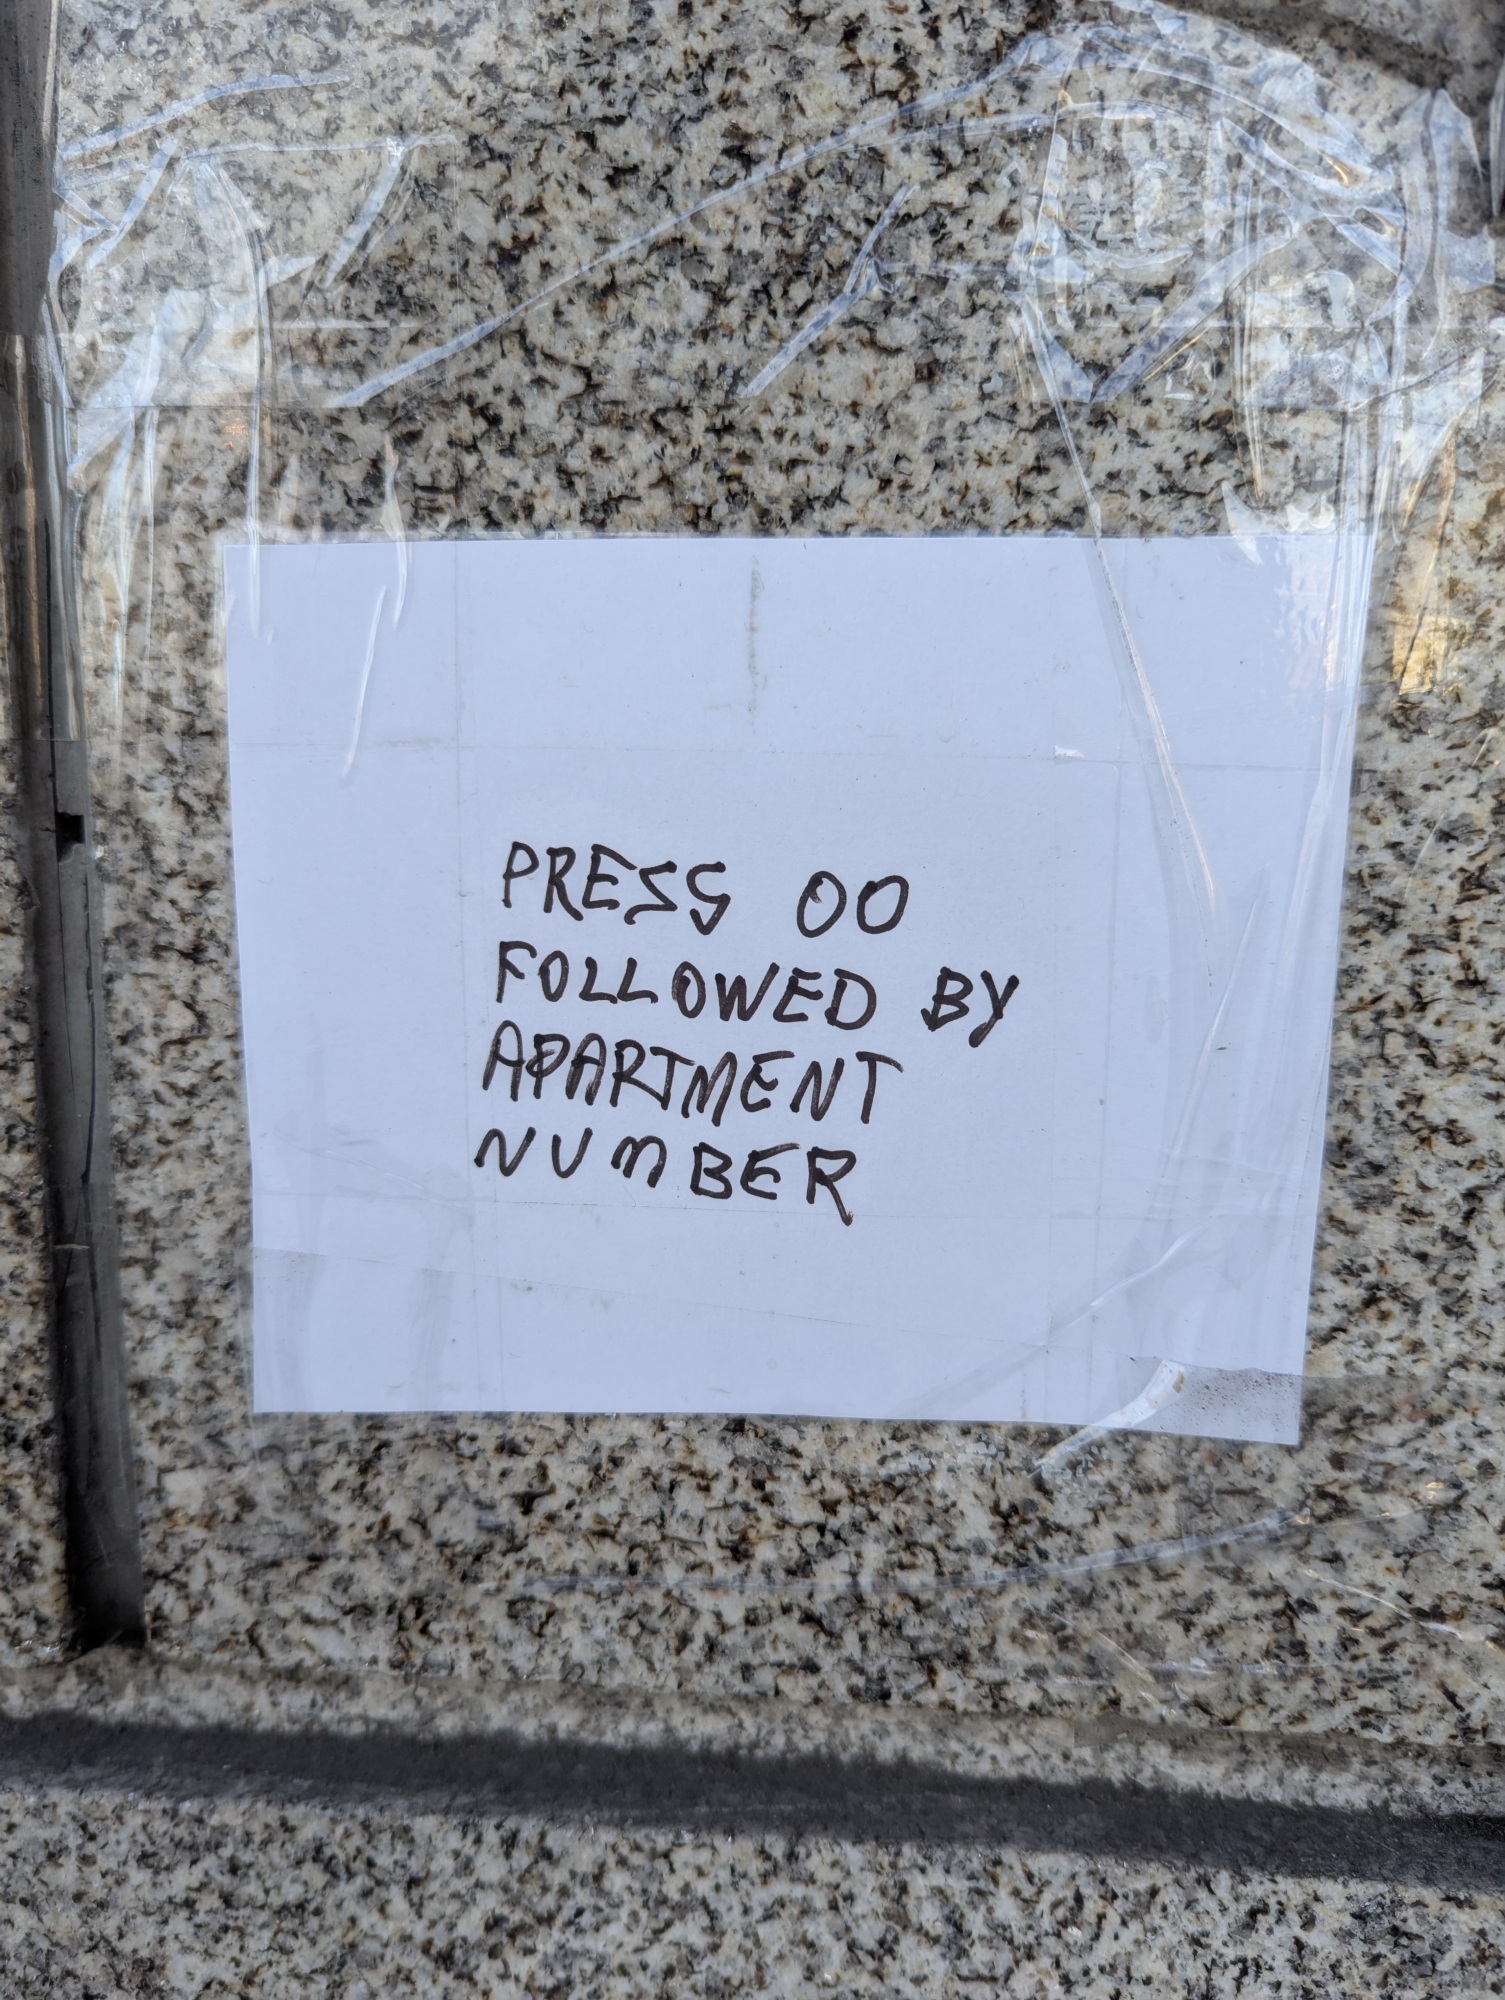 PRESS 00
FOLLOWED BY
APARTMENT
NUMBER